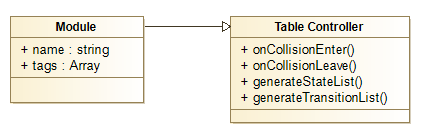 Module
+ name : string
+ tags : Array
Table Controller
+ onCollisionEnter()
+ onCollisionLeave()
+ generateStateList()
+ generateTransitionList()